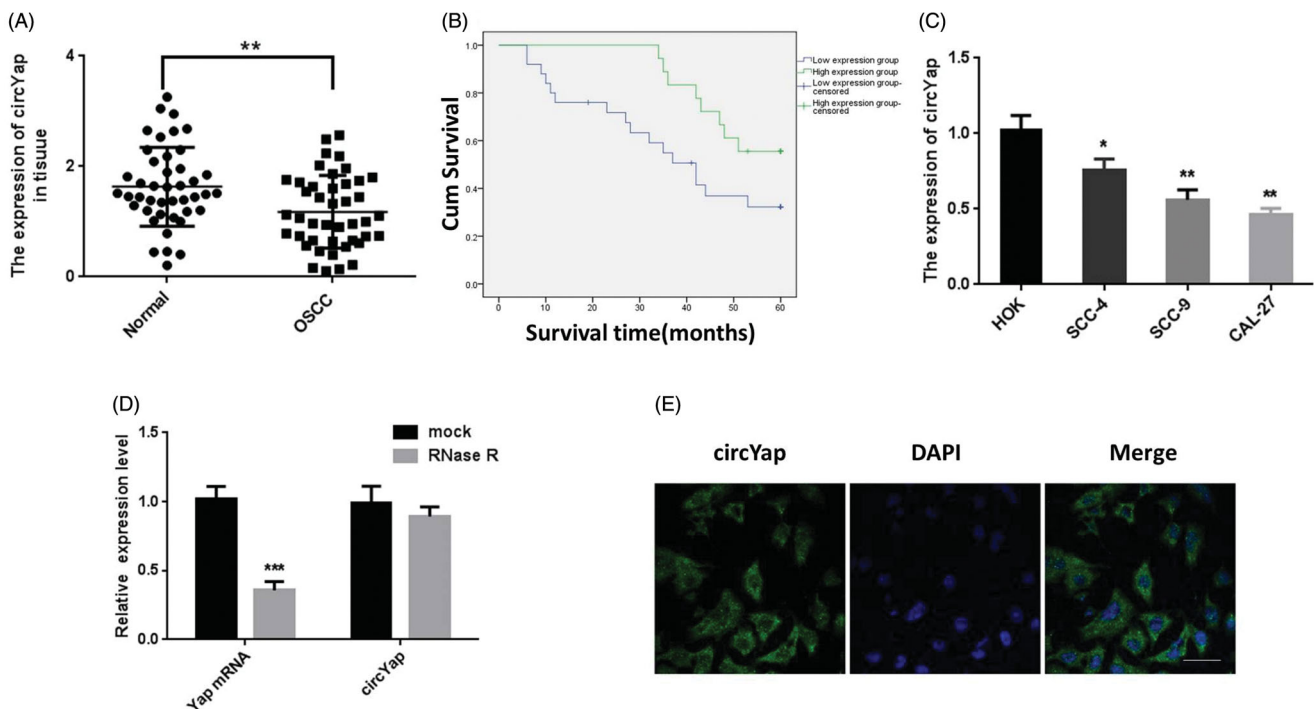 (A)
The expression of circYap
in tisuue
4
2
0
**
Normal
OSCC
(B)
Cum Survival
1.0
0.8
0.6
0.4
0.2
0.0
0
10
20
30
40
50
60
Survival time(months)
Low expression group
High expression group
Low expression group-
censored
High expression group-
censored
(C)
The expression of circYap
1.5
1.0
0.5
0.0
*
**
**
HOK
SCC-4
SCC-9
CAL-27
(D)
Relative expression level
1.5
1.0
0.5
0.0
mock
RNase R
***
Yap mRNA
circYap
(E)
circYap
DAPI
Merge